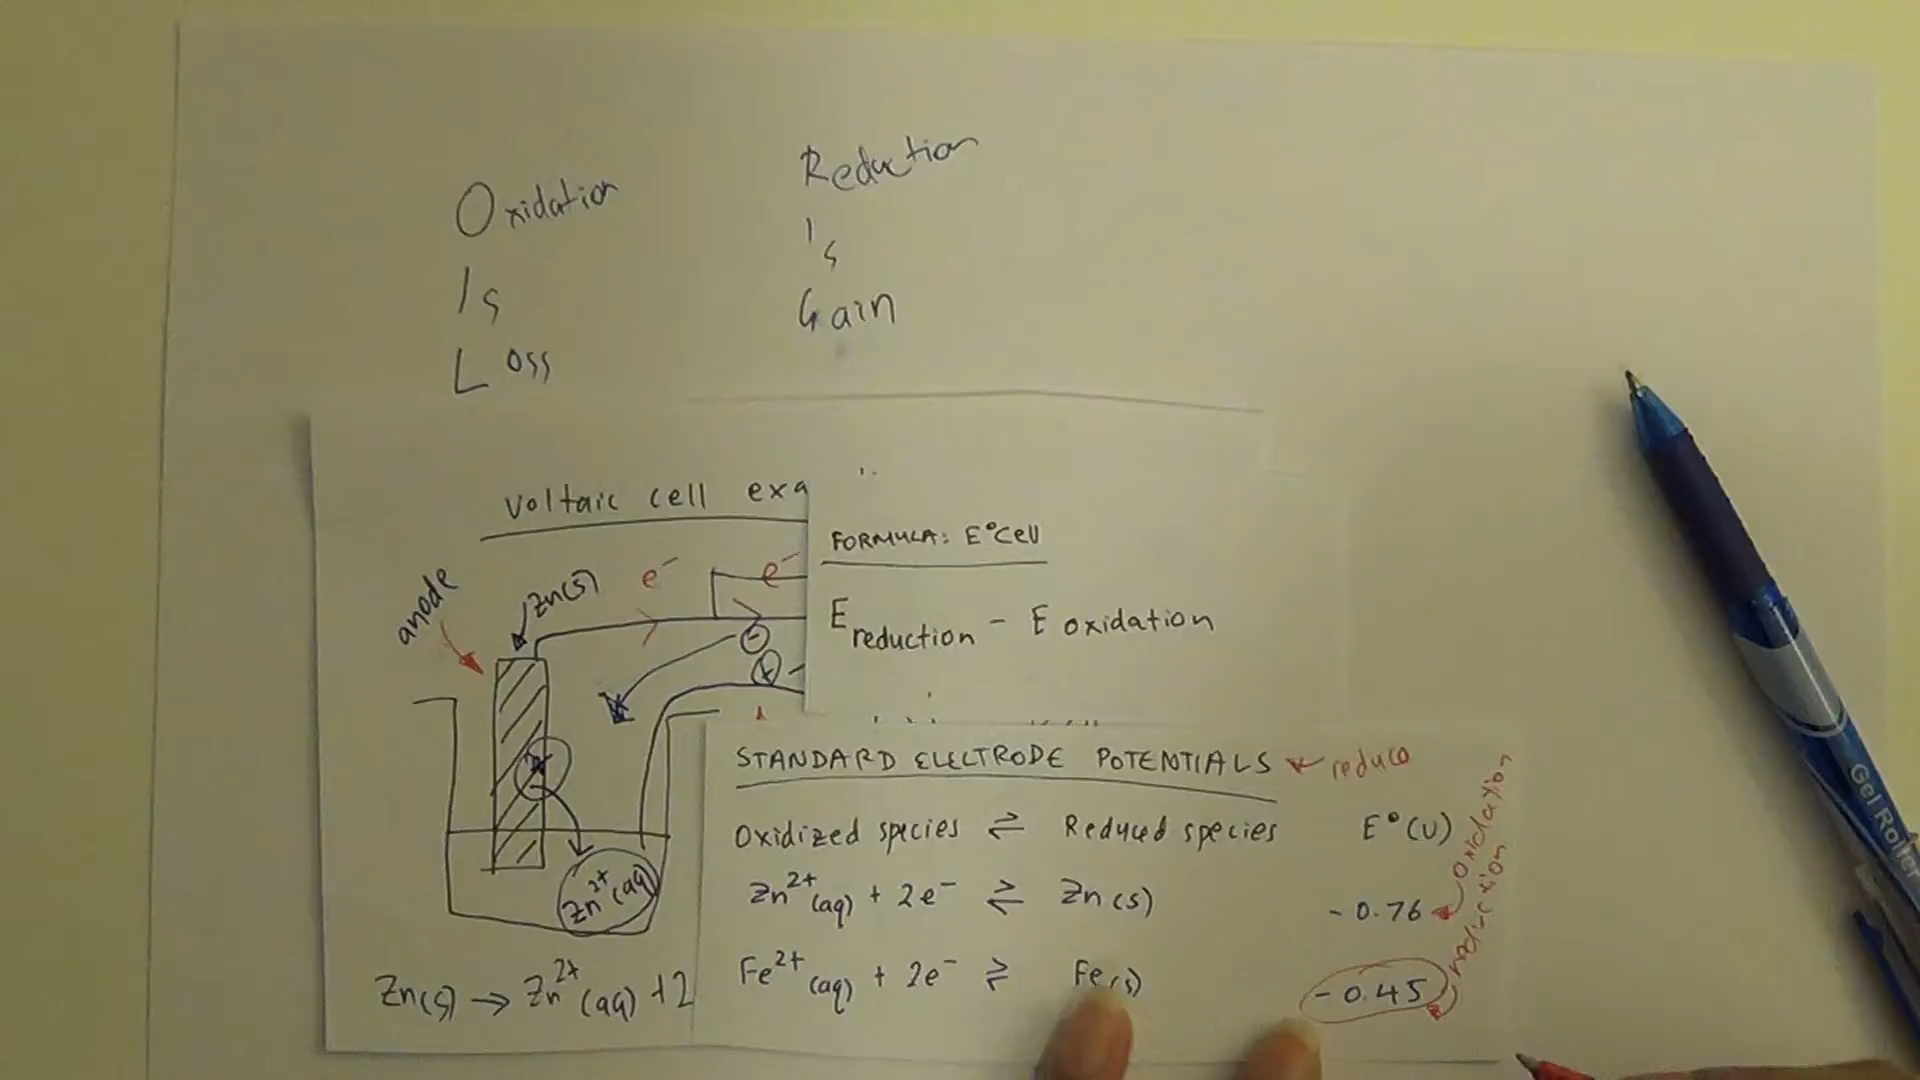 Oxidation
Is
Loss
Reduction
Is
Gain
Voltaic cell exa
anode
Zn(s)
e⁻
e⁻
-
+
Zn²⁺(aq)
Zn(s) → Zn²⁺(aq) + 2
FORMULA: E°cell
E reduction - E oxidation
STANDARD ELECTRODE POTENTIALS
reduce
Oxidized species ⇌ Reduced species E°(V)
Zn²⁺(aq) + 2e⁻ ⇌ Zn(s) -0.76
oxidation
Fe²⁺(aq) + 2e⁻ ⇌ Fe(s) -0.45
reduction
Gel Roller